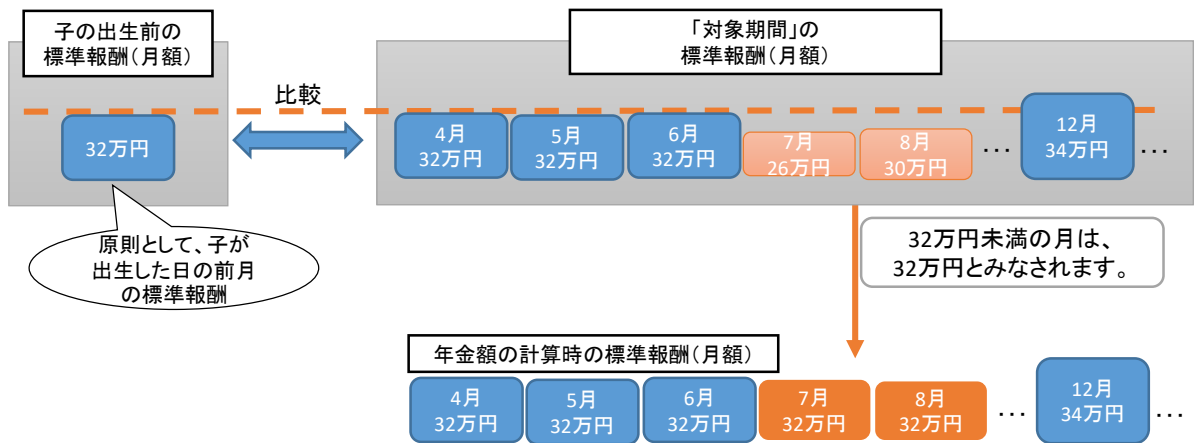 子の出生前の
標準報酬(月額)
「対象期間」の
標準報酬(月額)
比較
32万円
4月
32万円
5月
32万円
6月
32万円
7月
26万円
8月
30万円
…
12月
34万円
…
原則として、子が
出生した日の前月
の標準報酬
32万円未満の月は、
32万円とみなされます。
年金額の計算時の標準報酬(月額)
4月
32万円
5月
32万円
6月
32万円
7月
32万円
8月
32万円
…
12月
34万円
…